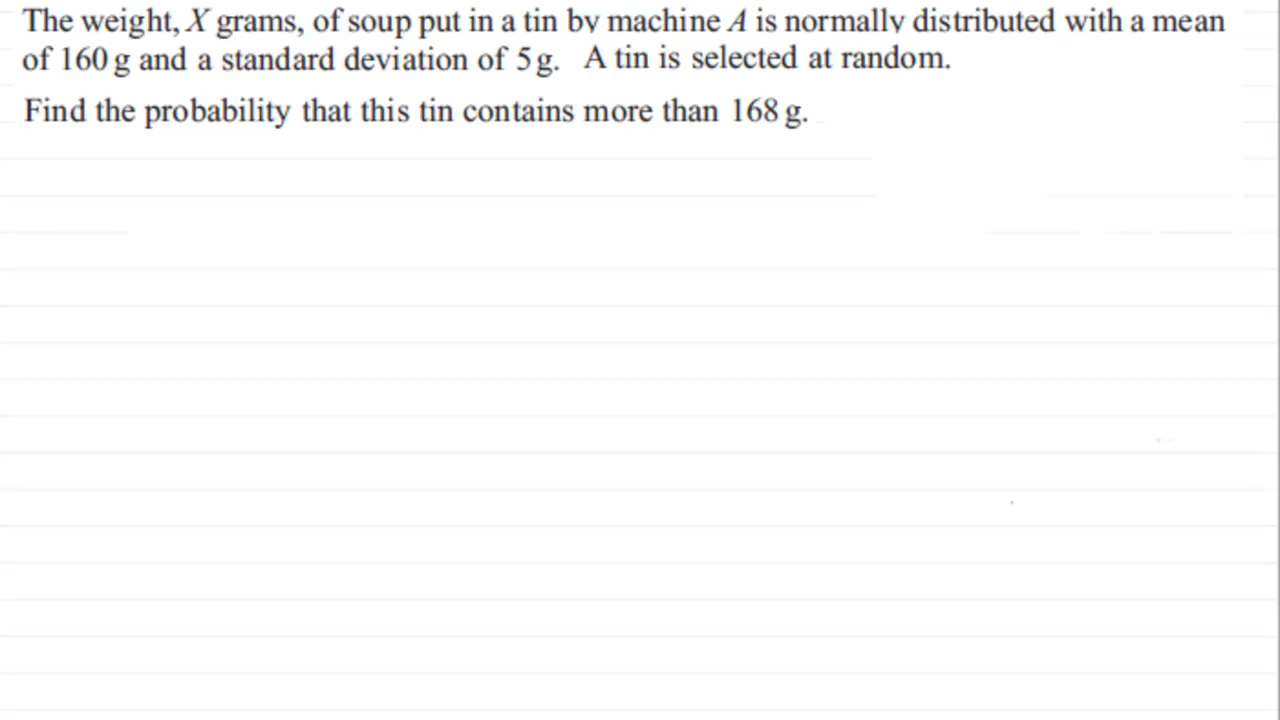 The weight, X grams, of soup put in a tin by machine A is normally distributed with a mean
of 160 g and a standard deviation of 5 g. A tin is selected at random.
Find the probability that this tin contains more than 168 g.